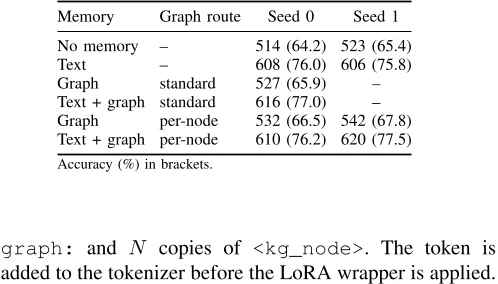 Memory Graph route Seed 0 Seed 1
No memory – 514 (64.2) 523 (65.4)
Text – 608 (76.0) 606 (75.8)
Graph standard 527 (65.9) –
Text + graph standard 616 (77.0) –
Graph per-node 532 (66.5) 542 (67.8)
Text + graph per-node 610 (76.2) 620 (77.5)
Accuracy (%) in brackets.
graph: and N copies of <kg_node>. The token is
added to the tokenizer before the LoRA wrapper is applied.